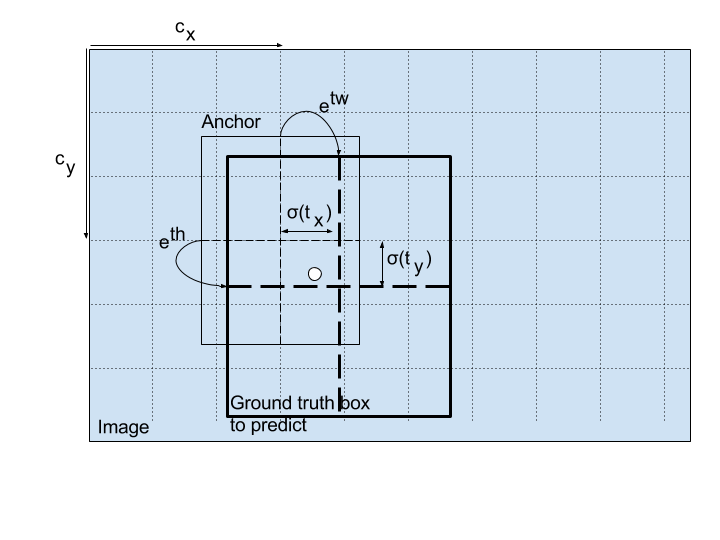 c x
c y
e tw
Anchor
σ(t x )
e th
σ(t y )
Ground truth box
to predict
Image